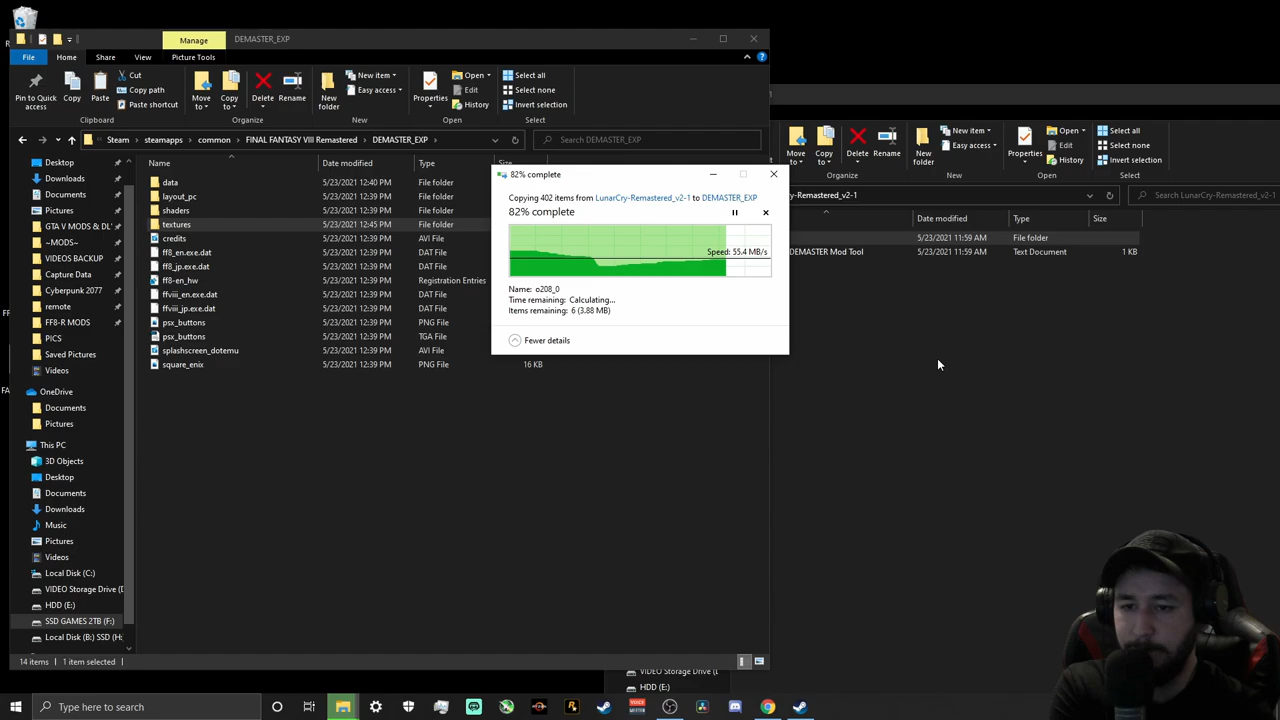 Manage
DEMASTER_EXP
File
Home
Share
View
Picture Tools
Pin to Quick
access
Copy
Paste
Cut
Copy path
Paste shortcut
Clipboard
Move
to
Copy
to
Delete
Rename
Organize
New
folder
New item
Easy access
New
Properties
Open
Edit
History
Open
Select all
Select none
Invert selection
Select
Steam > steamapps > common > FINAL FANTASY VIII Remastered > DEMASTER_EXP >
Search DEMASTER_EXP
Desktop
Downloads
Documents
Pictures
GTA V MODS & DL
~MODS~
VIDEOS BACKUP
Capture Data
Cyberpunk 2077
remote
FF8-R MODS
PICS
Saved Pictures
Videos
OneDrive
Documents
Pictures
This PC
3D Objects
Desktop
Documents
Downloads
Music
Pictures
Videos
Local Disk (C:)
VIDEO Storage Drive (D
HDD (E:)
SSD GAMES 2TB (F:)
Local Disk (B:) SSD (H:
Name Date modified Type Size
data 5/23/2021 12:40 PM File folder
layout_pc 5/23/2021 12:39 PM File folder
shaders 5/23/2021 12:39 PM File folder
textures 5/23/2021 12:45 PM File folder
credits 5/23/2021 12:39 PM AVI File
ff8_en.exe.dat 5/23/2021 12:39 PM DAT File
ff8_jp.exe.dat 5/23/2021 12:39 PM DAT File
ff8-en_hw 5/23/2021 12:39 PM Registration Entries
ffviii_en.exe.dat 5/23/2021 12:39 PM DAT File
ffviii_jp.exe.dat 5/23/2021 12:39 PM DAT File
psx_buttons 5/23/2021 12:39 PM PNG File
psx_buttons 5/23/2021 12:39 PM TGA File
splashscreen_dotemu 5/23/2021 12:39 PM AVI File
square_enix 5/23/2021 12:39 PM PNG File 16 KB
14 items
1 item selected
82% complete
Copying 402 items from LunarCry-Remastered_v2-1 to DEMASTER_EXP
82% complete
Speed: 55.4 MB/s
Name: o208_0
Time remaining: Calculating...
Items remaining: 6 (3.88 MB)
Fewer details
Move
to
Copy
to
Delete
Rename
Organize
New
folder
New item
Easy access
New
Properties
Open
Edit
History
Open
Select all
Select none
Invert selection
Select
ry-Remastered_v2-1
Search LunarCry-Remastered_v2-1
Date modified Type Size
5/23/2021 11:59 AM File folder
DEMASTER Mod Tool 5/23/2021 11:59 AM Text Document 1 KB
VIDEO Storage Drive (D
HDD (E:)
Type here to search